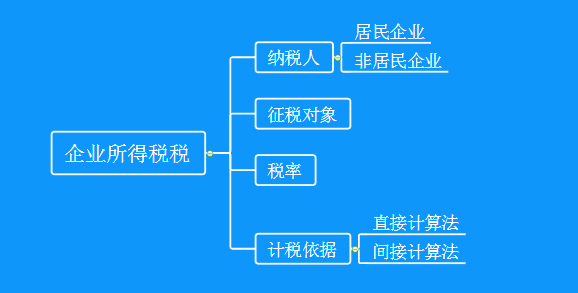 居民企业
纳税人
非居民企业
征税对象
企业所得税税
税率
直接计算法
计税依据
间接计算法